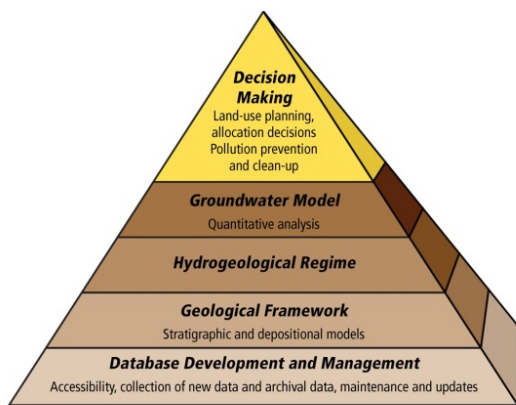 Decision
Making
Land-use planning,
allocation decisions
Pollution prevention
and clean-up
Groundwater Model
Quantitative analysis
Hydrogeological Regime
Geological Framework
Stratigraphic and depositional models
Database Development and Management
Accessibility, collection of new data and archival data, maintenance and updates